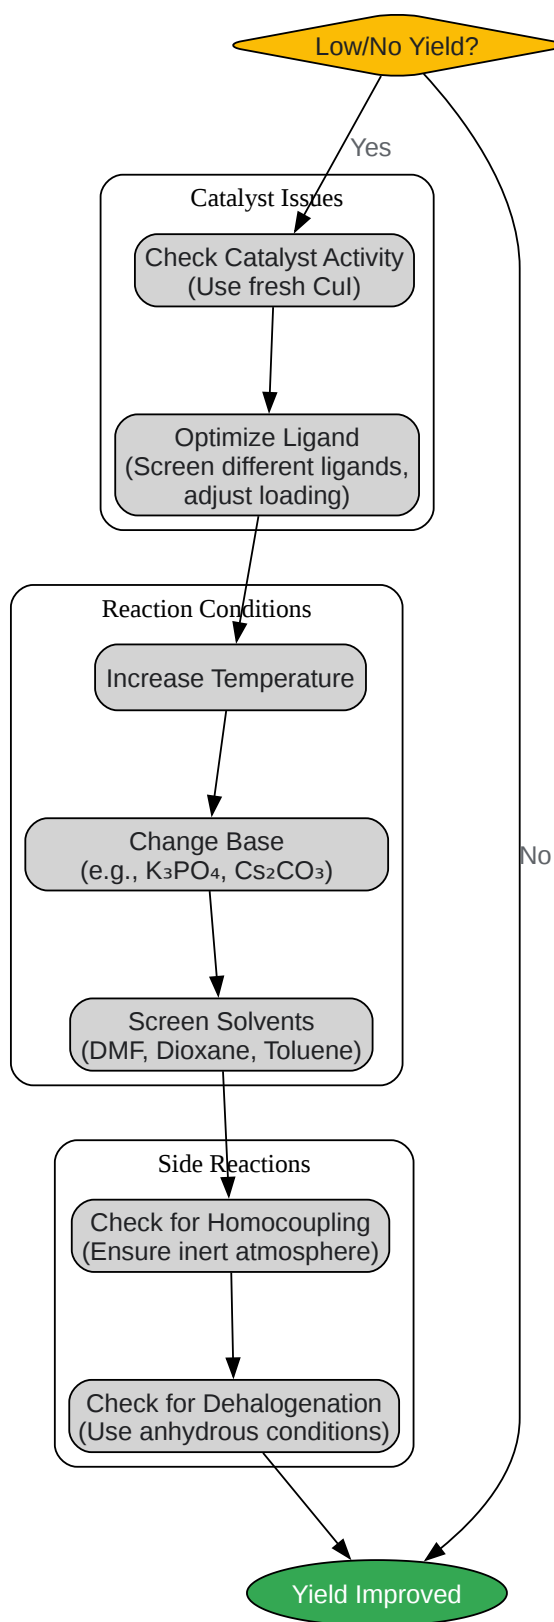 Low/No Yield?
Yes
Catalyst Issues
Check Catalyst Activity
(Use fresh CuI)
Optimize Ligand
(Screen different ligands,
adjust loading)
Reaction Conditions
Increase Temperature
Change Base
(e.g., K₃PO₄, Cs₂CO₃)
No
Screen Solvents
(DMF, Dioxane, Toluene)
Side Reactions
Check for Homocoupling
(Ensure inert atmosphere)
Check for Dehalogenation
(Use anhydrous conditions)
Yield Improved